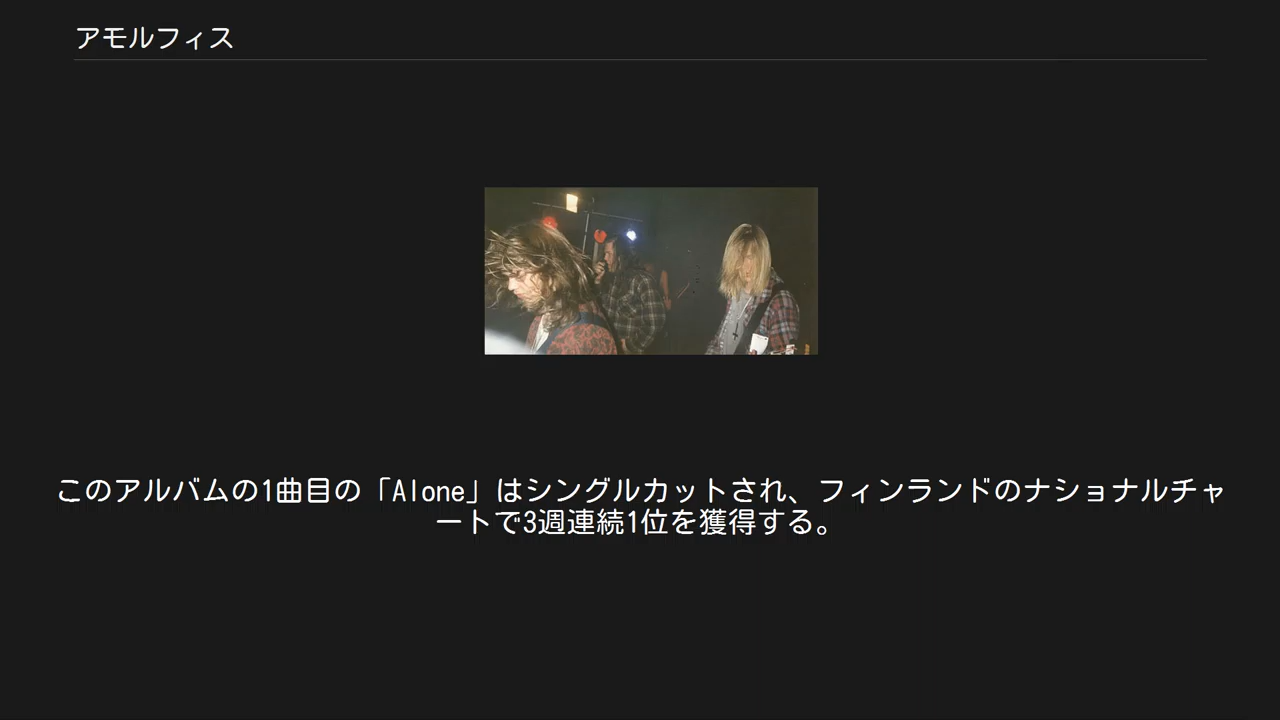 アモルフィス
このアルバムの1曲目の「Alone」はシングルカットされ、フィンランドのナショナルチャ
ートで3週連続1位を獲得する。